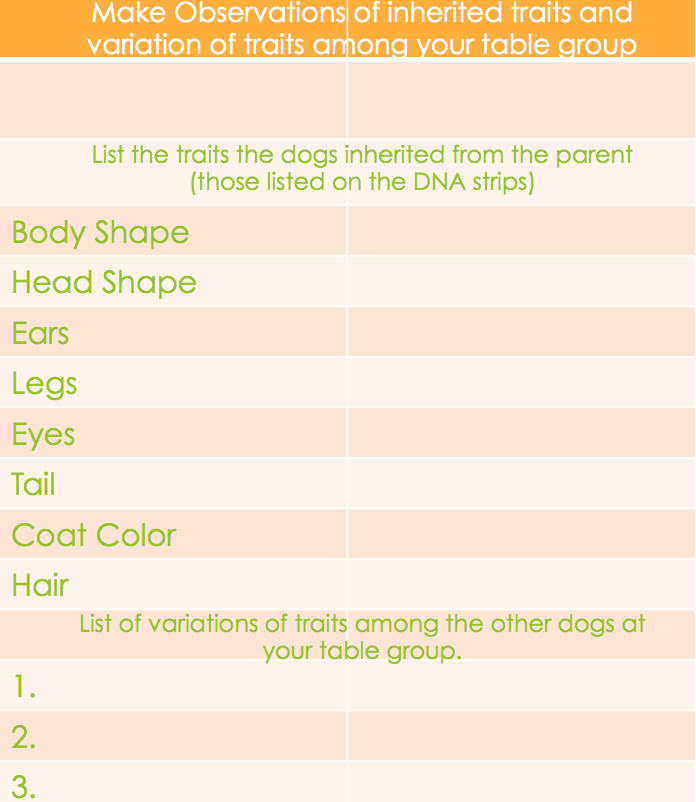 Make Observations of inherited traits and
variation of traits among your table group
List the traits the dogs inherited from the parent
(those listed on the DNA strips)
Body Shape
Head Shape
Ears
Legs
Eyes
Tail
Coat Color
Hair
List of variations of traits among the other dogs at
your table group.
1.
2.
3.